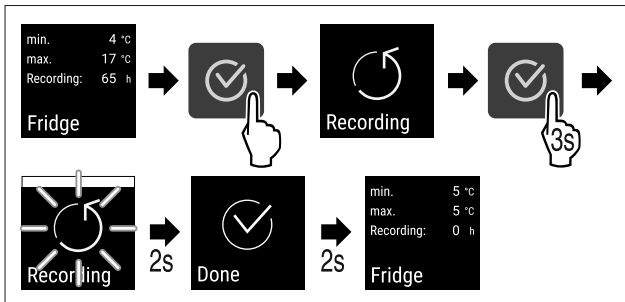 min. 4 °C
max. 17 °C
Recording: 65 h
Fridge
Recording
3s
Recording
2s
Done
2s
min. 5 °C
max. 5 °C
Recording: 0 h
Fridge